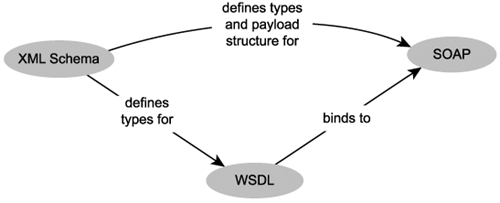 defines types
and payload
structure for
XML Schema
SOAP
defines
types for
binds to
WSDL